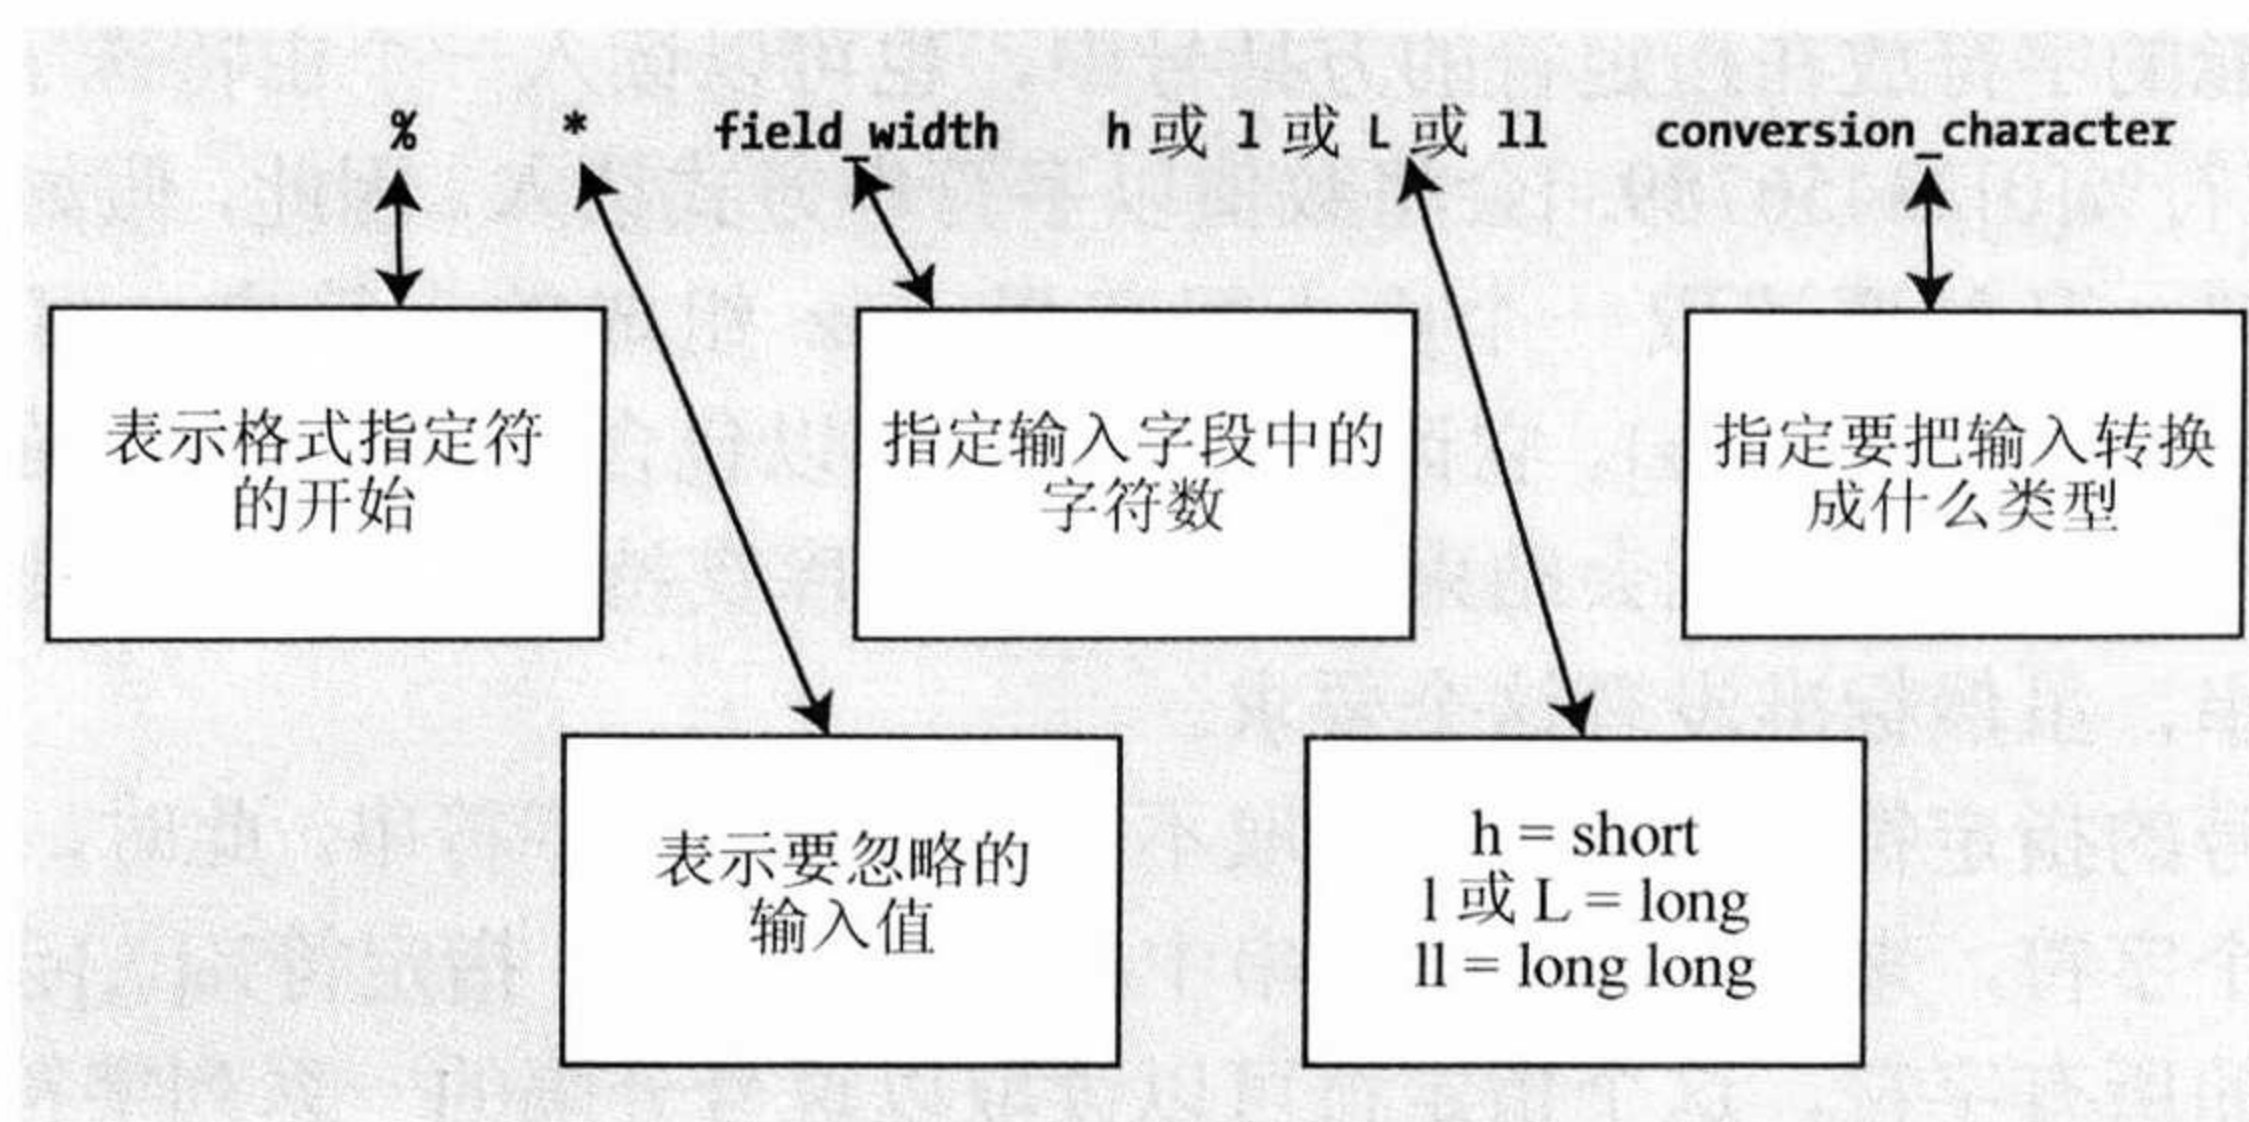 % * field_width h 或 l 或 L 或 ll conversion_character
表示格式指定符
的开始
指定输入字段中的
字符数
指定要把输入转换
成什么类型
表示要忽略的
输入值
h = short
l 或 L = long
ll = long long